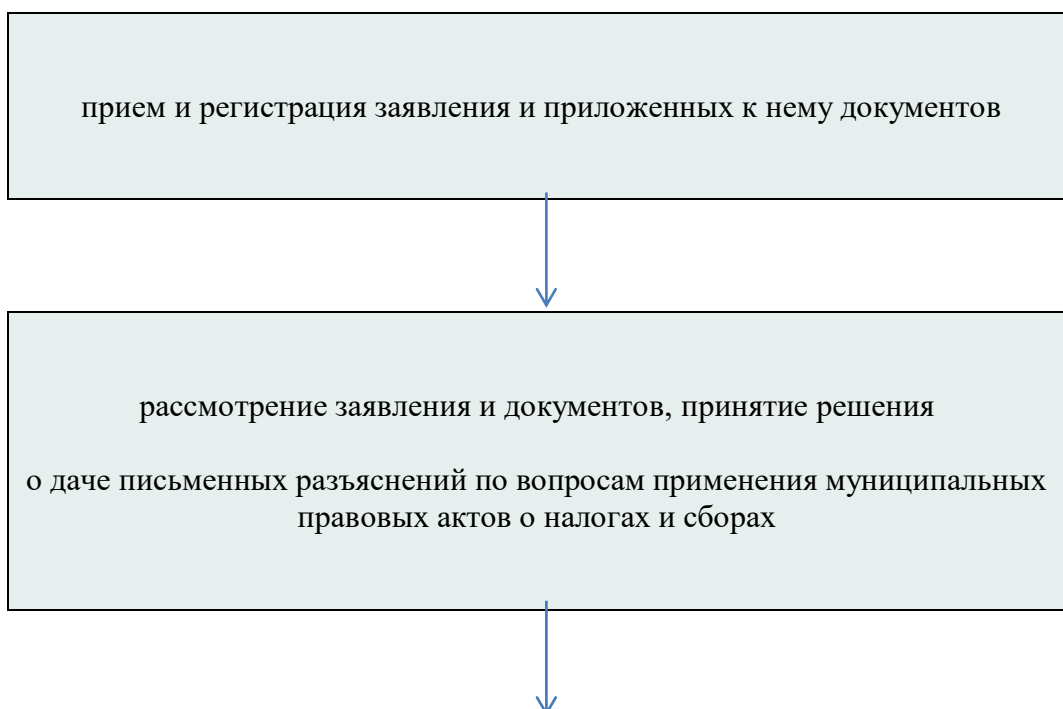 прием и регистрация заявления и приложенных к нему документов
рассмотрение заявления и документов, принятие решения
о даче письменных разъяснений по вопросам применения муниципальных
правовых актов о налогах и сборах